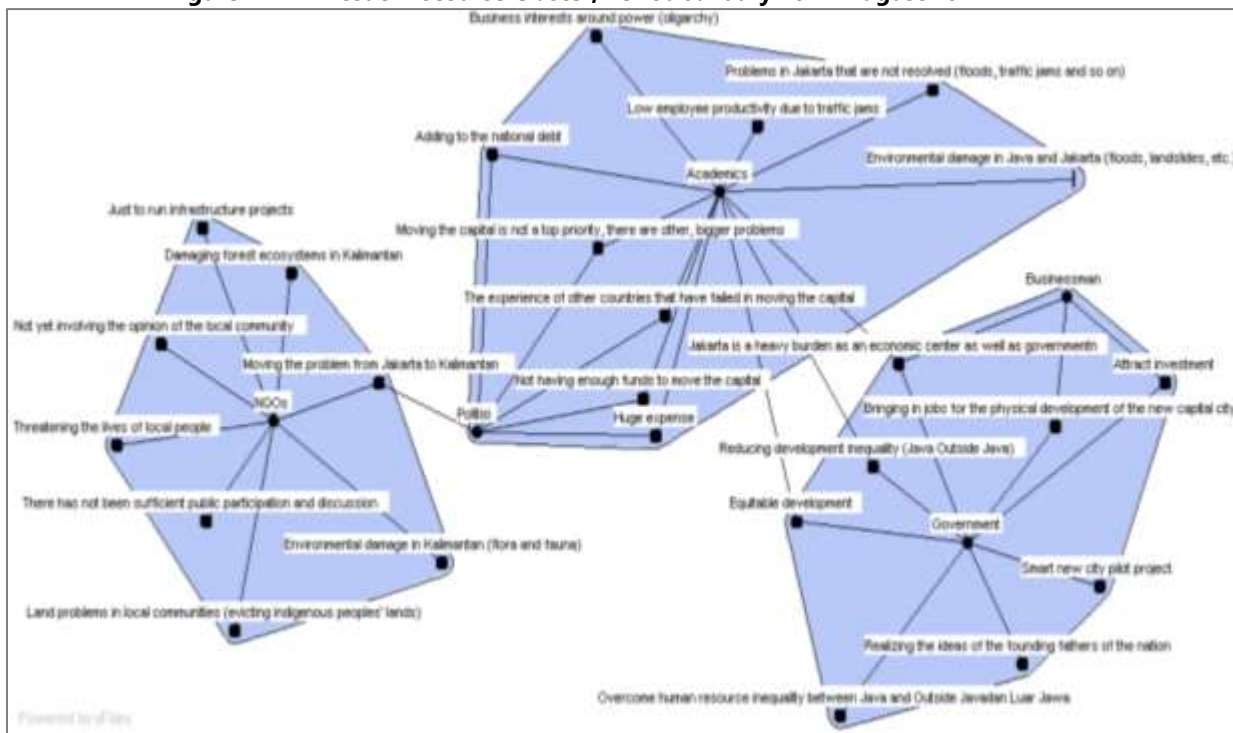 Business interests around power (oligarchy)
Problems in Jakarta that are not resolved (floods, traffic jams and so on)
Low employee productivity due to traffic jams
Adding to the national debt
Environmental damage in Java and Jakarta (floods, landslides, etc.)
Academics
Just to run infrastructure projects
Moving the capital is not a top priority, there are other, bigger problems
Damaging forest ecosystems in Kalimantan
Businessman
The experience of other countries that have failed in moving the capital
Not yet involving the opinion of the local community
Jakarta is a heavy burden as an economic center as well as governmentn
Moving the problem from Jakarta to Kalimantan
Attract investment
Not having enough funds to move the capital
NGOs
Bringing in jobs for the physical development of the new capital city
Huge expense
Threatening the lives of local people
Reducing development inequality (Java Outside Java)
There has not been sufficient public participation and discussion
Equitable development
Government
Environmental damage in Kalimantan (flora and fauna)
Smart new city pilot project
Land problems in local communities (evicting indigenous peoples' lands)
Realizing the ideas of the founding fathers of the nation
Overcome human resource inequality between Java and Outside Javadan Luar Jawa
Powered by yFiles